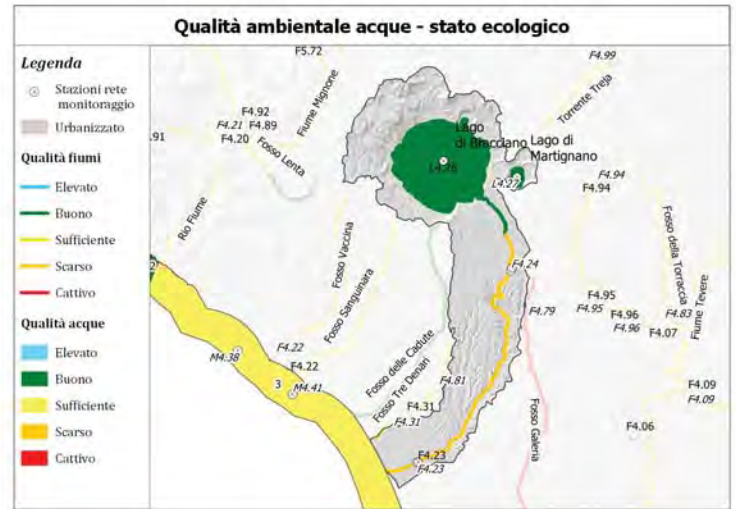 Qualità ambientale acque - stato ecologico
Legenda
Stazioni rete
monitoraggio
Urbanizzato
Qualità fiumi
Elevato
Buono
Sufficiente
Scarso
Cattivo
Qualità acque
Elevato
Buono
Sufficiente
Scarso
Cattivo
F5.72
Fiume Mignone
F4.99
Torrente Treja
F4.92
F4.21
F4.89
F4.20
.91
Fosso Lenta
Lago
di Bracciano
L4.26
Lago di
Martignano
L4.27
F4.94
F4.94
Rio Fiume
Fosso Vaccina
Fosso Sanguinara
Fosso della Torraccia
Fiume Tevere
F4.24
F4.79
F4.95
F4.95
F4.96
F4.96
F4.83
F4.07
2
M4.38
F4.22
F4.22
3
M4.41
Fosso delle Cadute
Fosso Tre Denari
F4.81
F4.31
F4.31
Fosso Galeria
F4.09
F4.09
F4.06
F4.23
F4.23